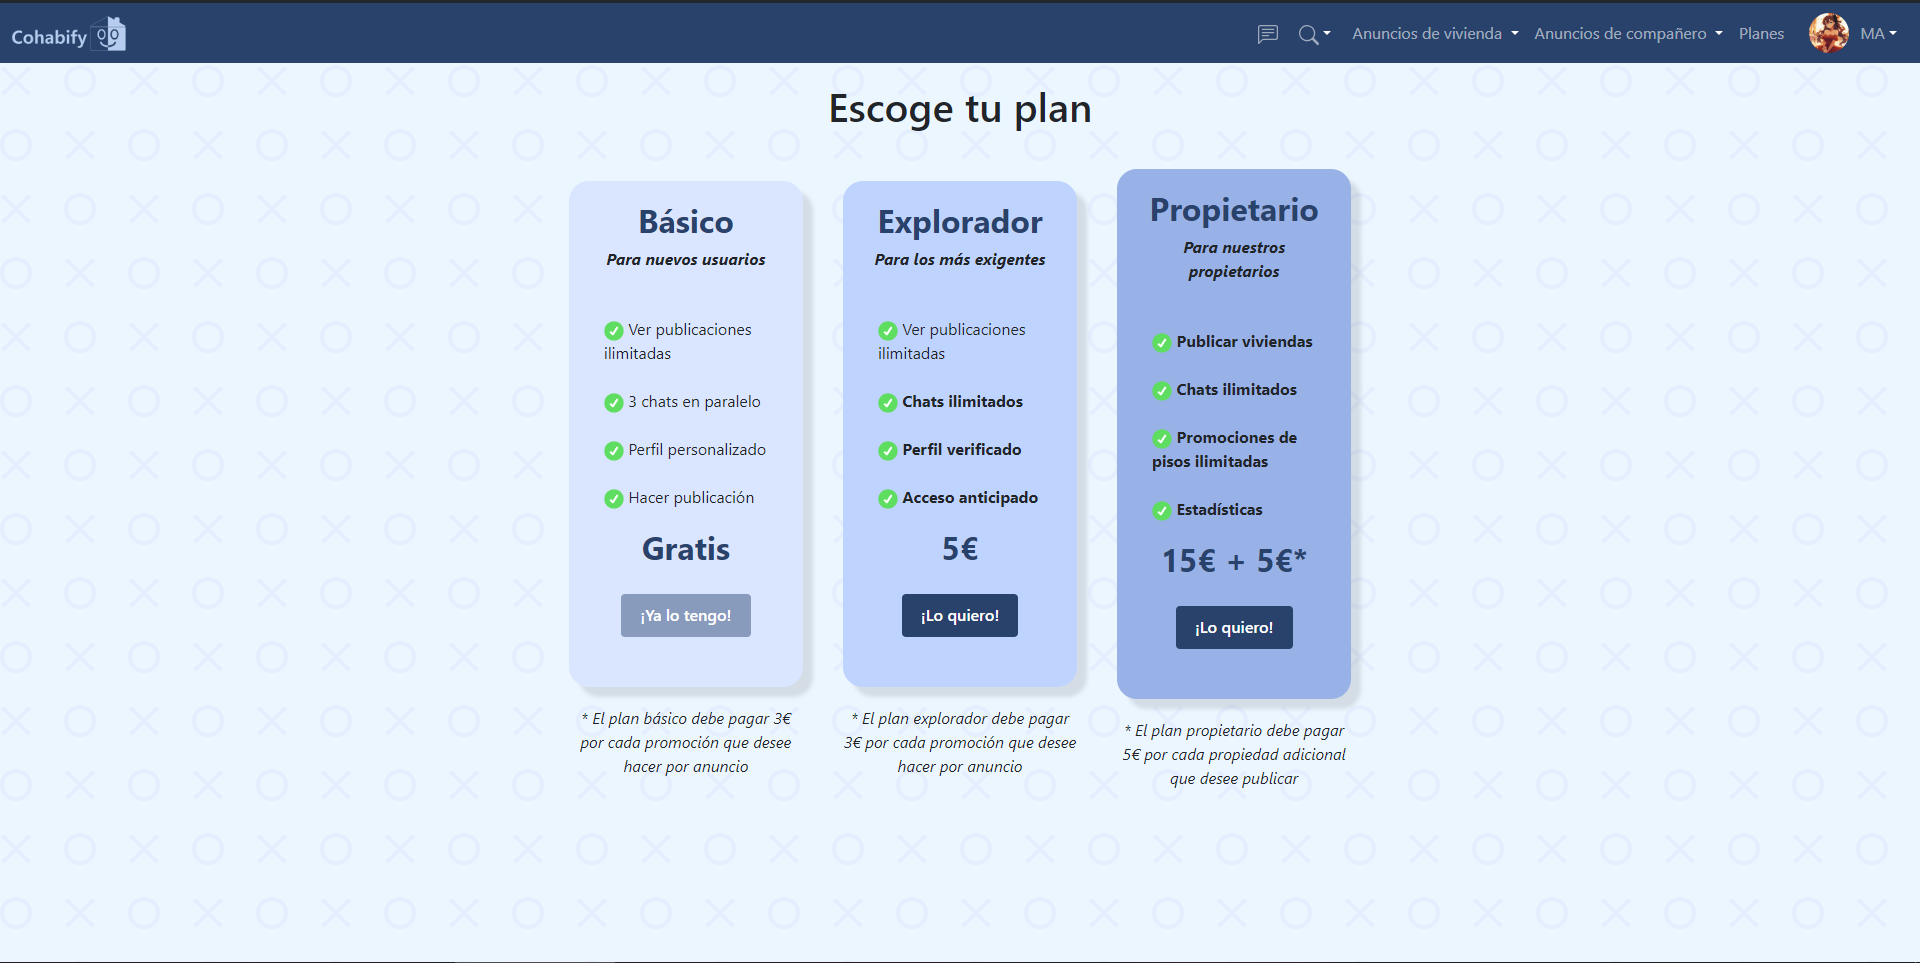 Cohabify
Anuncios de vivienda
Anuncios de compañero
Planes
MA
Escoge tu plan
Básico
Para nuevos usuarios
Ver publicaciones
ilimitadas
3 chats en paralelo
Perfil personalizado
Hacer publicación
Gratis
¡Ya lo tengo!
* El plan básico debe pagar 3€
por cada promoción que desee
hacer por anuncio
Explorador
Para los más exigentes
Ver publicaciones
ilimitadas
Chats ilimitados
Perfil verificado
Acceso anticipado
5€
¡Lo quiero!
* El plan explorador debe pagar
3€ por cada promoción que desee
hacer por anuncio
Propietario
Para nuestros
propietarios
Publicar viviendas
Chats ilimitados
Promociones de
pisos ilimitadas
Estadísticas
15€ + 5€*
¡Lo quiero!
* El plan propietario debe pagar
5€ por cada propiedad adicional
que desee publicar